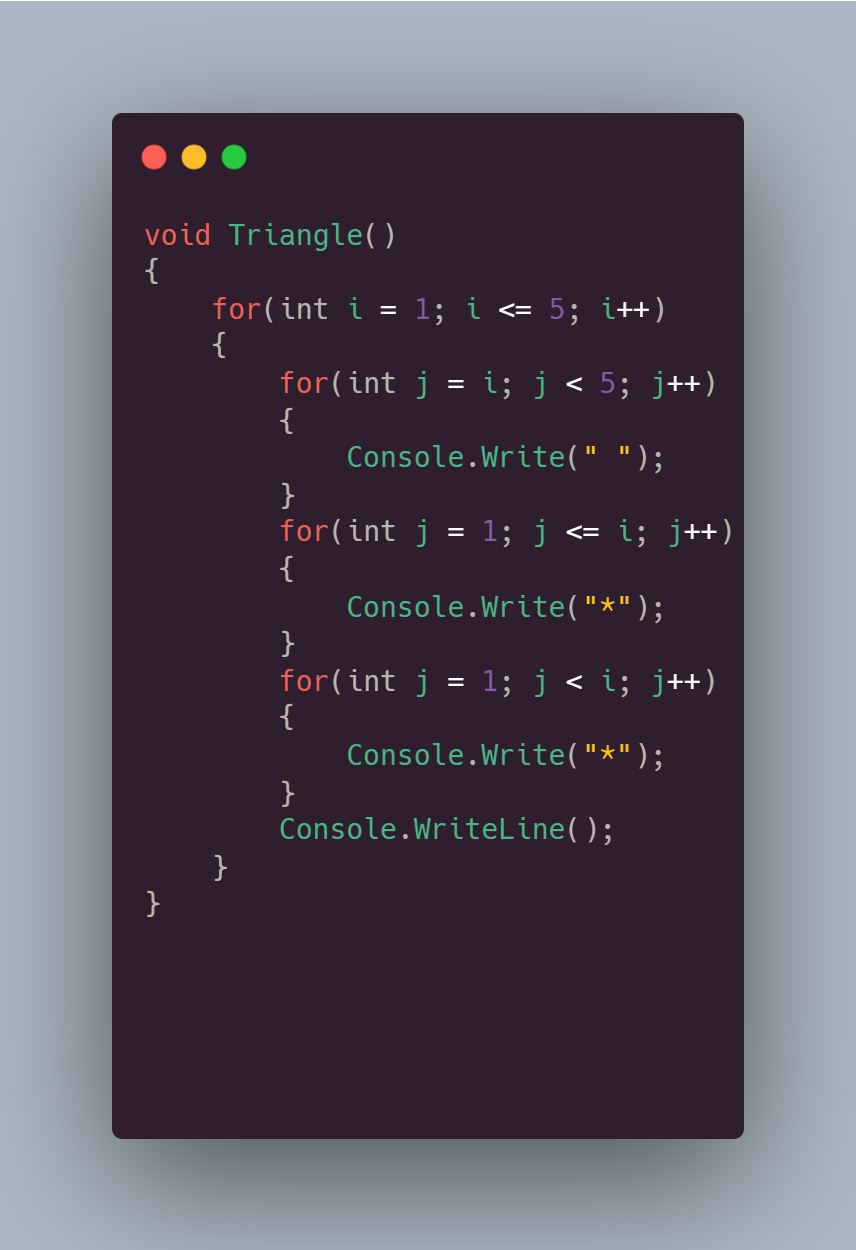 void Triangle()
{
    for(int i = 1; i <= 5; i++)
    {
        for(int j = i; j < 5; j++)
        {
            Console.Write(" ");
        }
        for(int j = 1; j <= i; j++)
        {
            Console.Write("*");
        }
        for(int j = 1; j < i; j++)
        {
            Console.Write("*");
        }
        Console.WriteLine();
    }
}